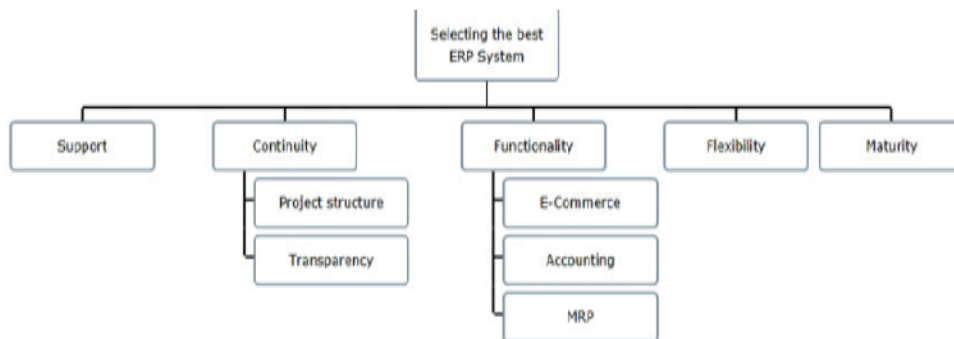 Selecting the best
ERP System
Support
Continuity
Functionality
Flexibility
Maturity
Project structure
E-Commerce
Transparency
Accounting
MRP